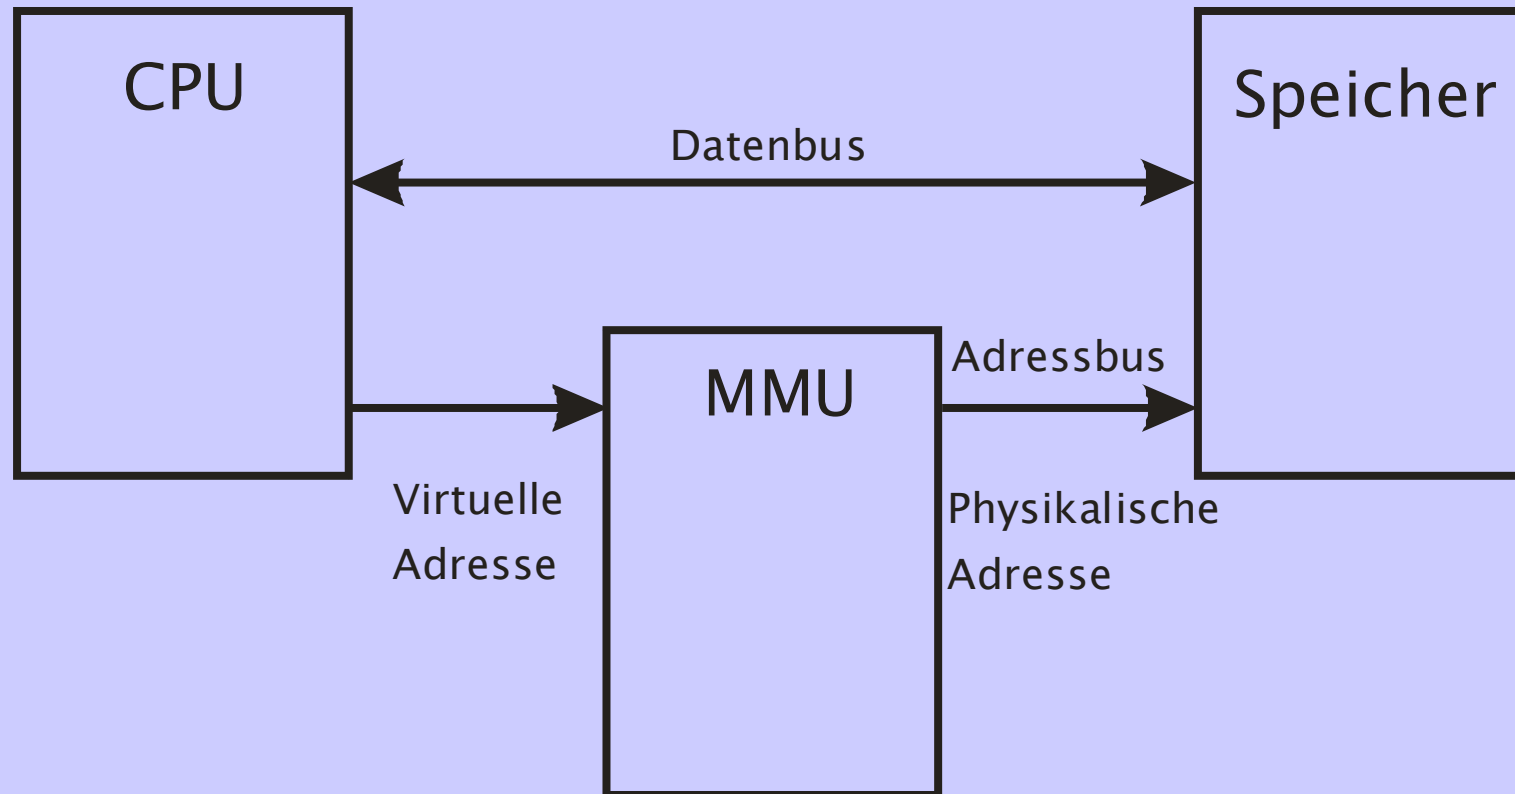 CPU
Speicher
Datenbus
MMU
Adressbus
Virtuelle
Adresse
Physikalische
Adresse